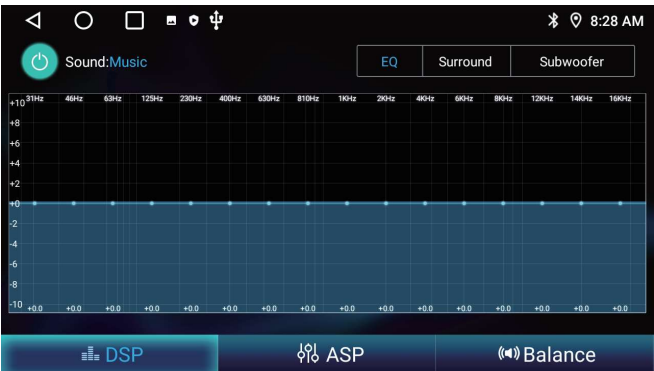 8:28 AM
Sound:Music
EQ Surround Subwoofer
31Hz 46Hz 63Hz 125Hz 230Hz 400Hz 630Hz 810Hz 1KHz 2KHz 4KHz 6KHz 8KHz 12KHz 14KHz 16KHz
+10
+8
+6
+4
+2
+0
-2
-4
-6
-8
-10
+0.0 +0.0 +0.0 +0.0 +0.0 +0.0 +0.0 +0.0 +0.0 +0.0 +0.0 +0.0 +0.0 +0.0 +0.0 +0.0
DSP ASP Balance